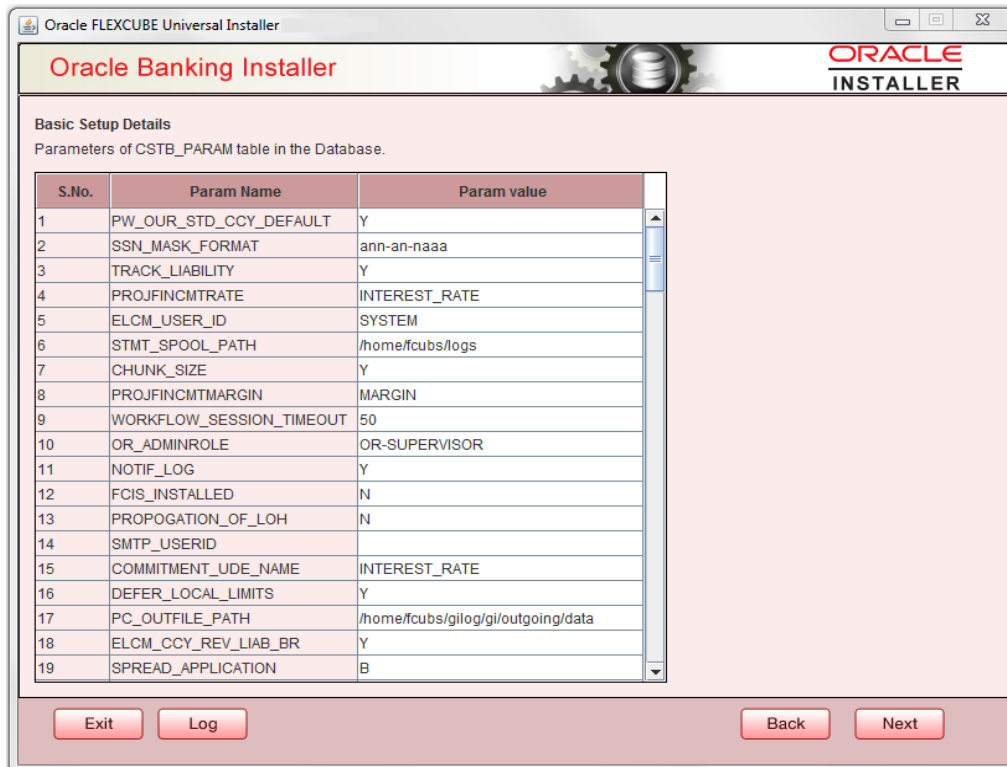 Oracle FLEXCUBE Universal Installer
Oracle Banking Installer
ORACLE
INSTALLER
Basic Setup Details
Parameters of CSTB_PARAM table in the Database.
S.No. Param Name Param value
1 PW_OUR_STD_CCY_DEFAULT Y
2 SSN_MASK_FORMAT ann-an-naaa
3 TRACK_LIABILITY Y
4 PROJFINCMTRATE INTEREST_RATE
5 ELCM_USER_ID SYSTEM
6 STMT_SPOOL_PATH /home/fcubs/logs
7 CHUNK_SIZE Y
8 PROJFINCMTMARGIN MARGIN
9 WORKFLOW_SESSION_TIMEOUT 50
10 OR_ADMINROLE OR-SUPERVISOR
11 NOTIF_LOG Y
12 FCIS_INSTALLED N
13 PROPOGATION_OF_LOH N
14 SMTP_USERID
15 COMMITMENT_UDE_NAME INTEREST_RATE
16 DEFER_LOCAL_LIMITS Y
17 PC_OUTFILE_PATH /home/fcubs/gilog/gi/outgoing/data
18 ELCM_CCY_REV_LIAB_BR Y
19 SPREAD_APPLICATION B
Exit Log Back Next